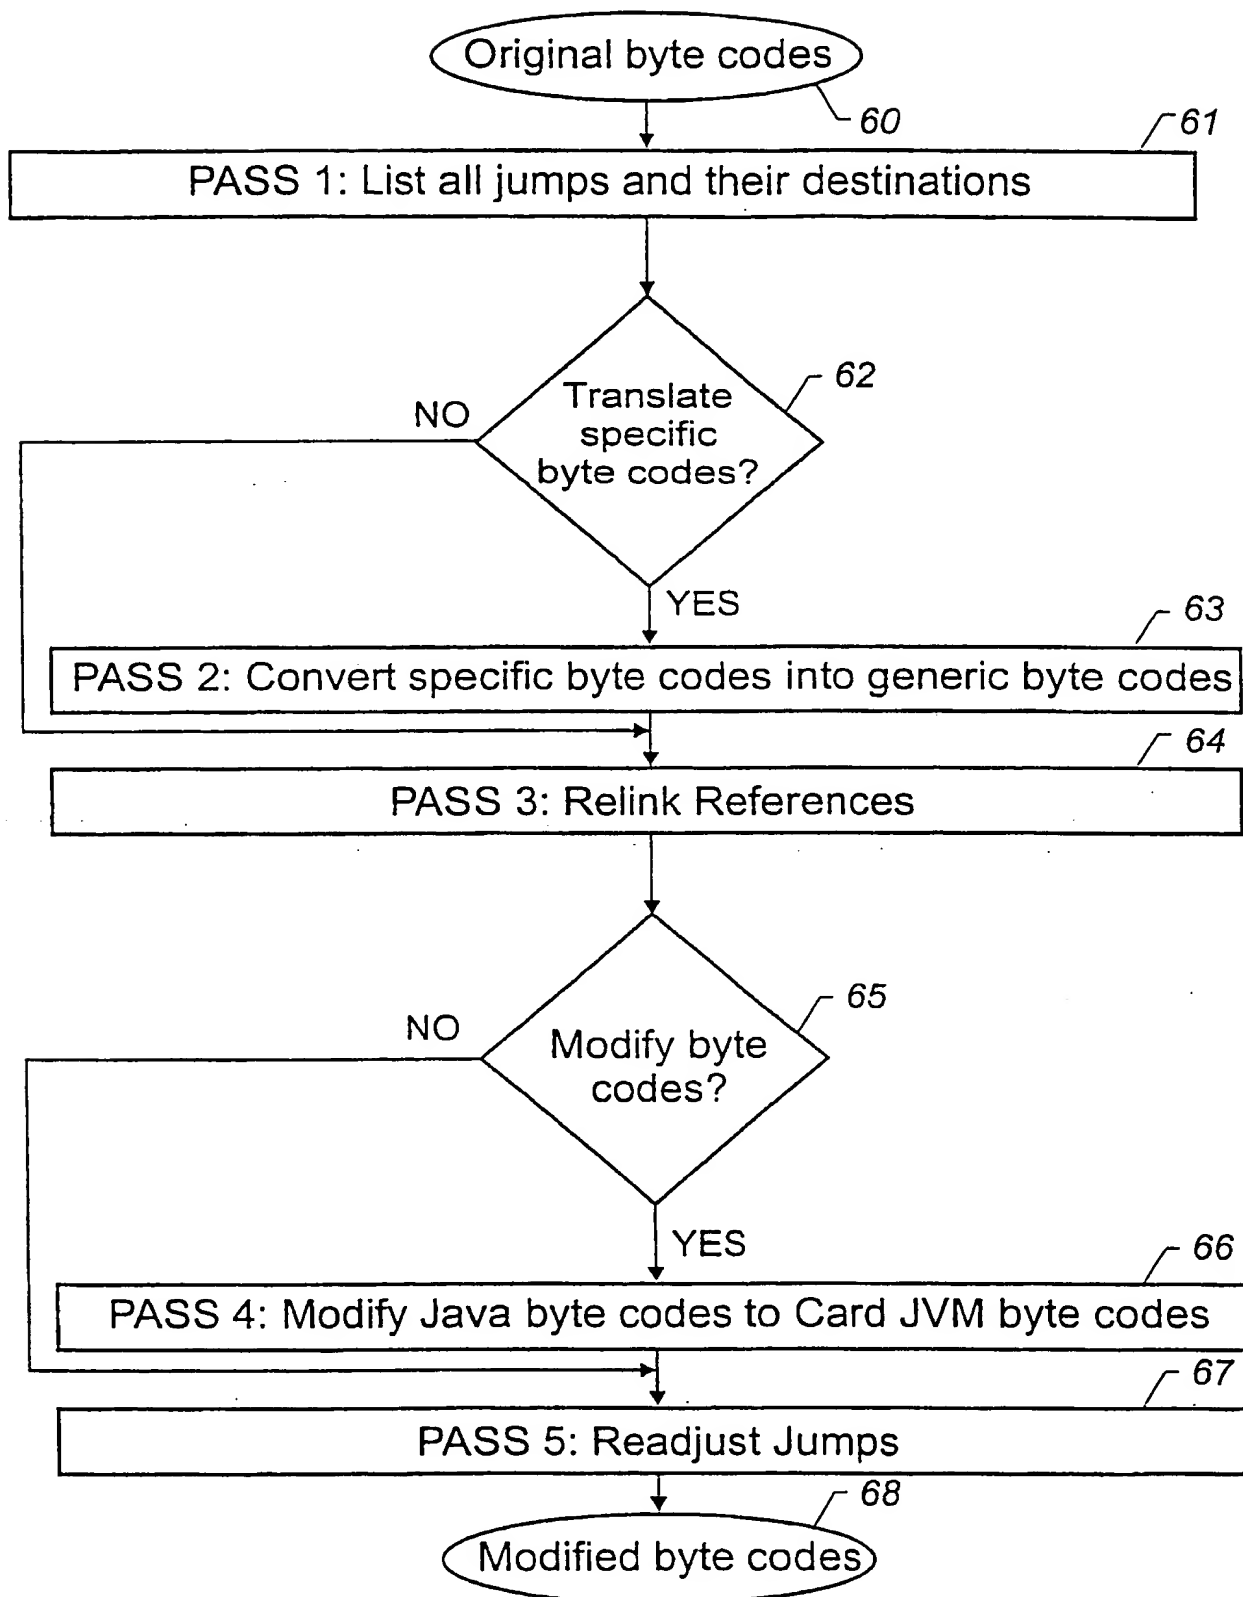 Original byte codes
60
61
PASS 1: List all jumps and their destinations
62
Translate
specific
byte codes?
NO
YES
63
PASS 2: Convert specific byte codes into generic byte codes
64
PASS 3: Relink References
65
NO
Modify byte
codes?
YES
66
PASS 4: Modify Java byte codes to Card JVM byte codes
67
PASS 5: Readjust Jumps
68
Modified byte codes